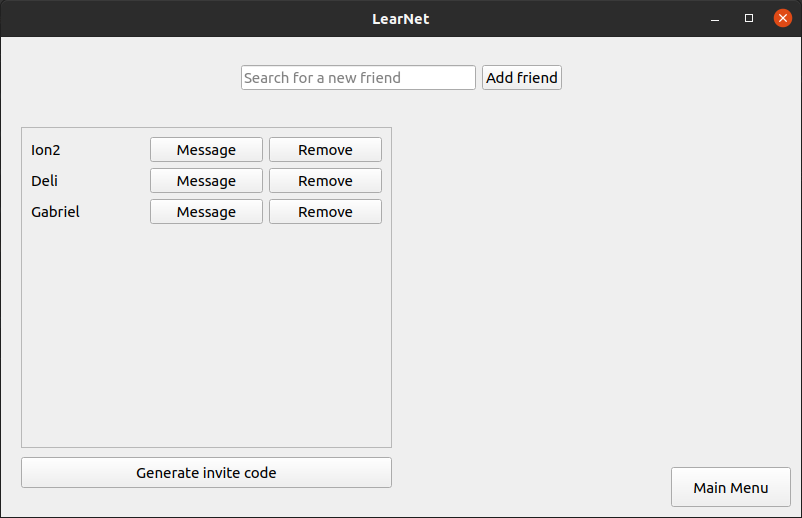 LearNet
Search for a new friend Add friend
Ion2 Message Remove
Deli Message Remove
Gabriel Message Remove
Generate invite code
Main Menu